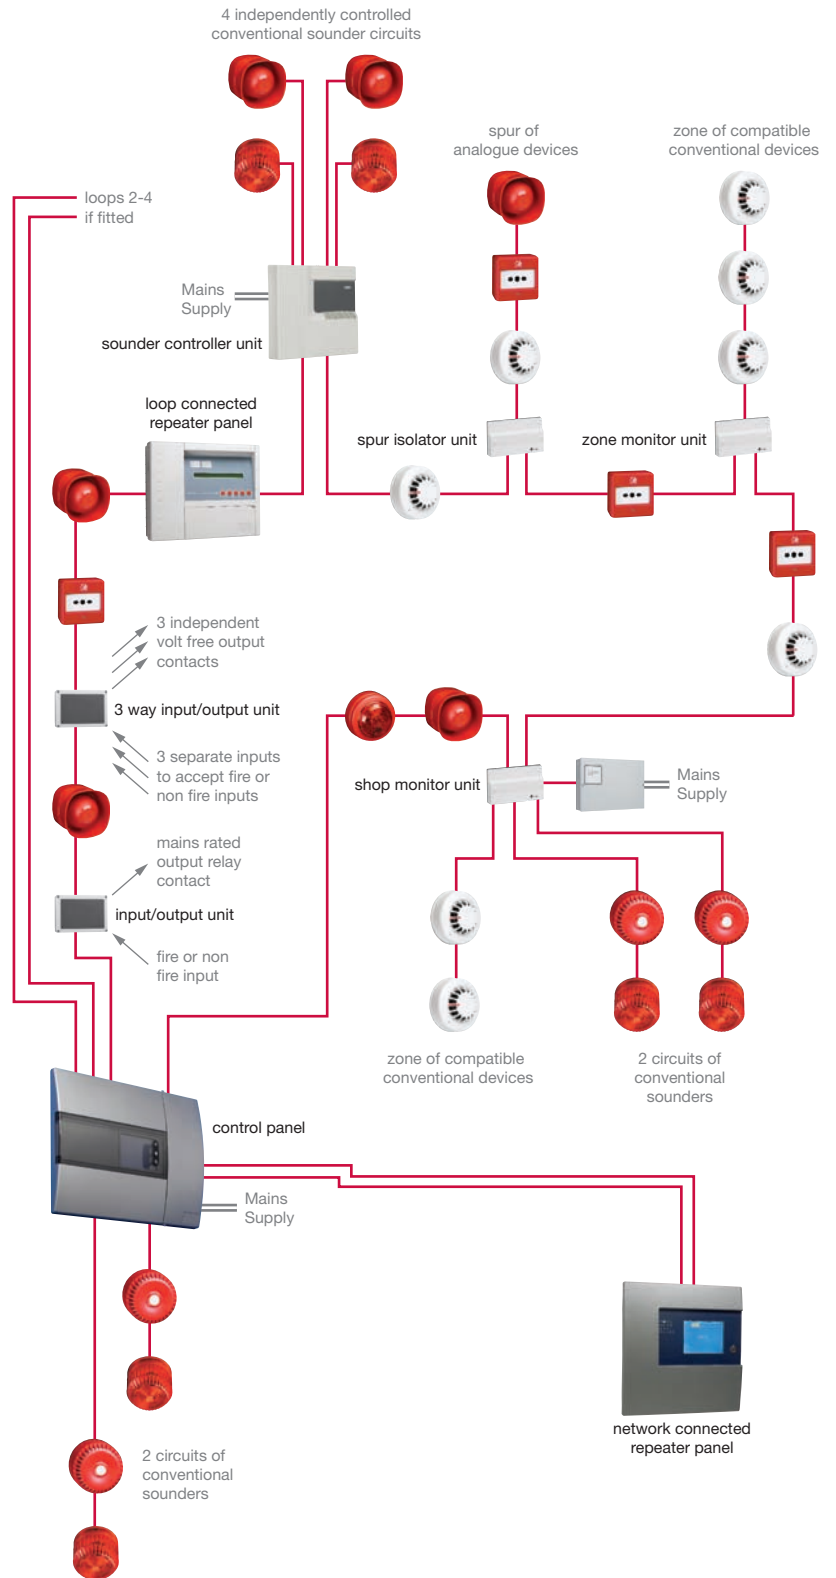 4 independently controlled
conventional sounder circuits
spur of
analogue devices
zone of compatible
conventional devices
loops 2-4
if fitted
Mains
Supply
sounder controller unit
loop connected
repeater panel
spur isolator unit
zone monitor unit
3 independent
volt free output
contacts
3 way input/output unit
3 separate inputs
to accept fire or
non fire inputs
shop monitor unit
Mains
Supply
mains rated
output relay
contact
input/output unit
fire or non
fire input
zone of compatible
conventional devices
2 circuits of
conventional
sounders
control panel
Mains
Supply
network connected
repeater panel
2 circuits of
conventional
sounders